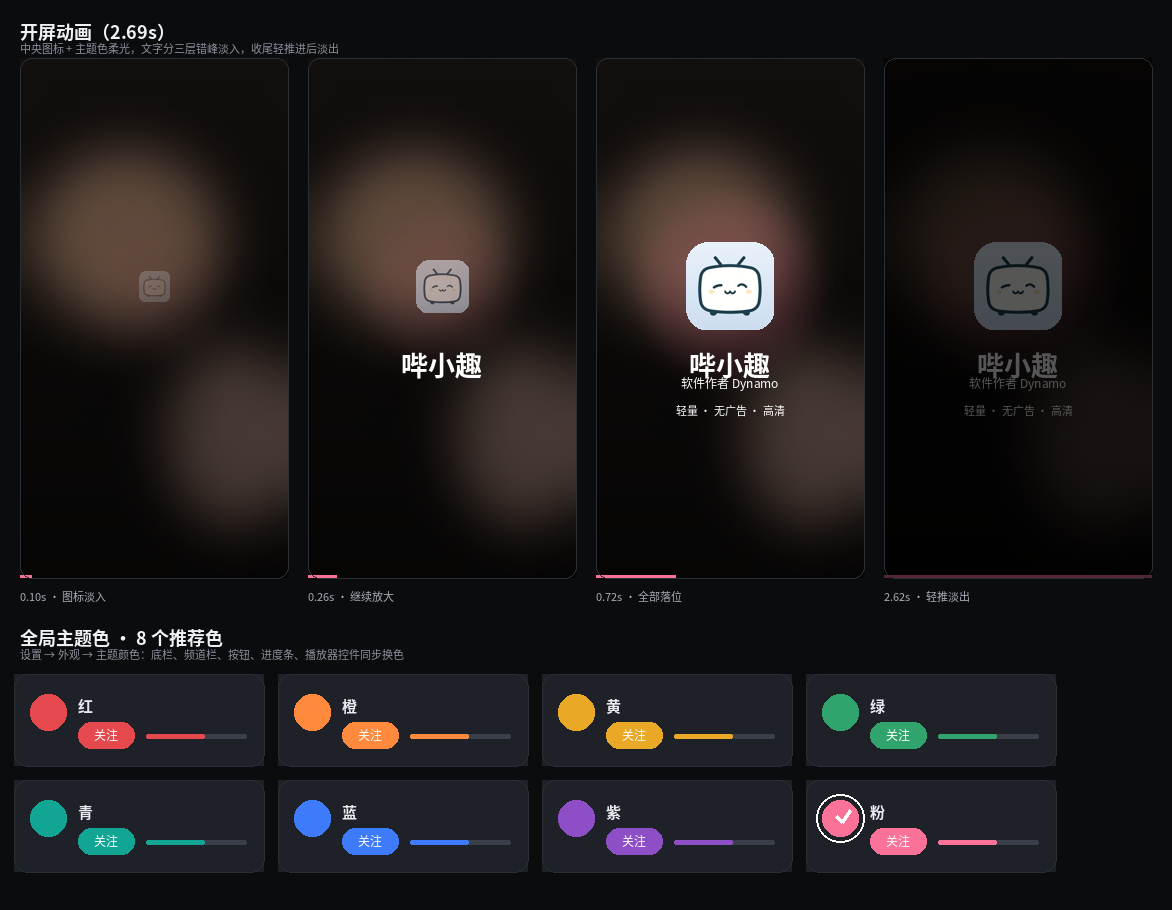 开屏动画（2.69s）
中央图标 + 主题色柔光，文字分三层错峰淡入，收尾轻推进后淡出
哔小趣
哔小趣
软件作者 Dynamo
轻量 · 无广告 · 高清
哔小趣
软件作者 Dynamo
轻量 · 无广告 · 高清
0.10s · 图标淡入
0.26s · 继续放大
0.72s · 全部落位
2.62s · 轻推淡出
全局主题色 · 8 个推荐色
设置 → 外观 → 主题颜色：底栏、频道栏、按钮、进度条、播放器控件同步换色
红
关注
橙
关注
黄
关注
绿
关注
青
关注
蓝
关注
紫
关注
粉
关注